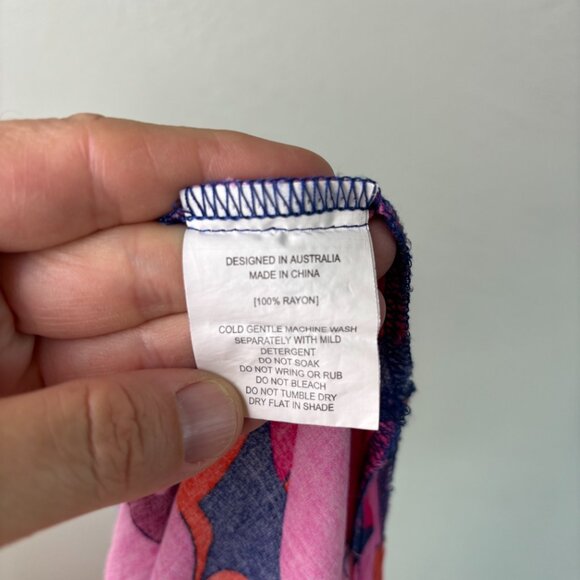 DESIGNED IN AUSTRALIA
MADE IN CHINA
[100% RAYON]
COLD GENTLE MACHINE WASH
SEPARATELY WITH MILD
DETERGENT
DO NOT SOAK
DO NOT WRING OR RUB
DO NOT BLEACH
DO NOT TUMBLE DRY
DRY FLAT IN SHADE